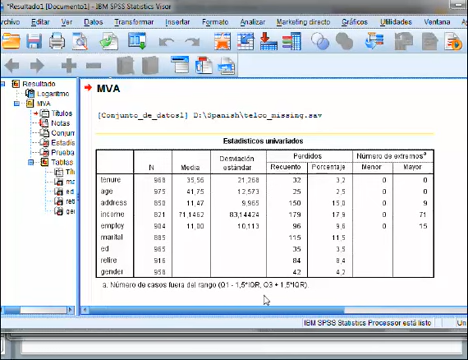 *Resultado1 [Documento1] - IBM SPSS Statistics Visor
Archivo Editar Ver Datos Transformar Insertar Formato Analizar Marketing directo Gráficos Utilidades Ventana A
Resultado
Logaritmo
MVA
Títulos
Notas
Conjun
Estadís
Prueba
Tablas
Tít
ed
MVA
[Conjunto_de_datos1] D:\Spanish\telco_missing.sav
Estadísticos univariados
N Media Desviación estándar Perdidos Número de extremosª
Recuento Porcentaje Menor Mayor
tenure 968 35,56 21,268 32 3,2 0 0
age 975 41,75 12,573 25 2,5 0 0
address 850 11,47 9,965 150 15,0 0 9
income 821 71,1462 83,14424 179 17,9 0 71
employ 904 11,00 10,113 96 9,6 0 15
marital 885 115 11,5
ed 965 35 3,5
retire 916 84 8,4
gender 958 42 4,2
a. Número de casos fuera del rango (Q1 - 1,5*IQR, Q3 + 1,5*IQR).
IBM SPSS Statistics Processor está listo Un